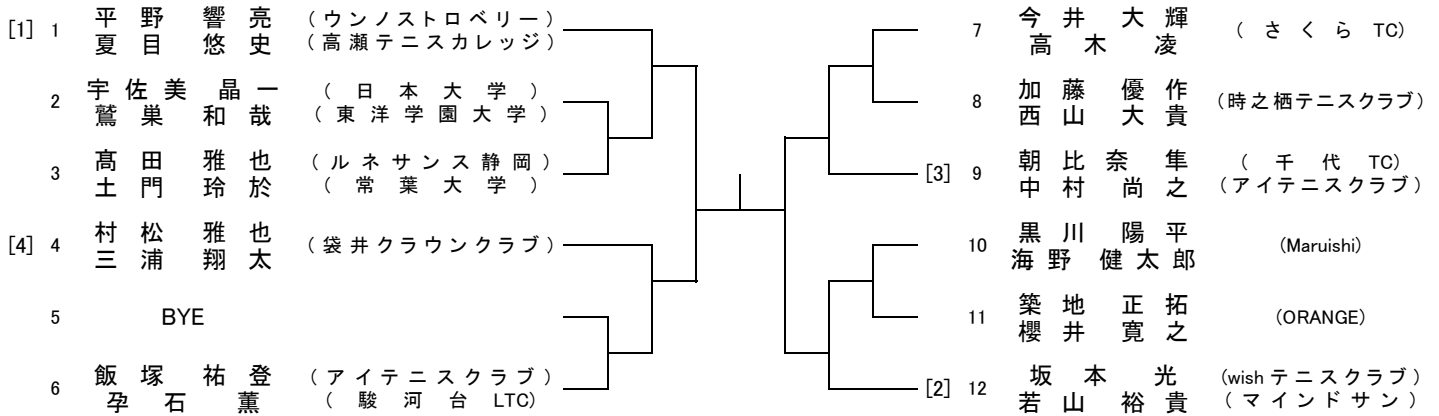 [1] 1 平野 響亮 (ウンノストロベリー)
夏目 悠史 (高瀬テニスカレッジ)
2 宇佐美 晶一 (日本大学)
鷲巣 和哉 (東洋学園大学)
3 髙田 雅也 (ルネサンス静岡)
土門 玲於 (常葉大学)
[4] 4 村松 雅也 (袋井クラウンクラブ)
三浦 翔太
5 BYE
6 飯塚 祐登 (アイテニスクラブ)
孕石 薫 (駿河台 LTC)
7 今井 大輝 (さくら TC)
高木 凌
8 加藤 優作 (時之栖テニスクラブ)
西山 大貴
[3] 9 朝比奈 隼 (千代 TC)
中村 尚之 (アイテニスクラブ)
10 黒川 陽平 (Maruishi)
海野 健太郎
11 築地 正拓 (ORANGE)
櫻井 寛之
[2] 12 坂本 光 (wishテニスクラブ)
若山 裕貴 (マインドサン)